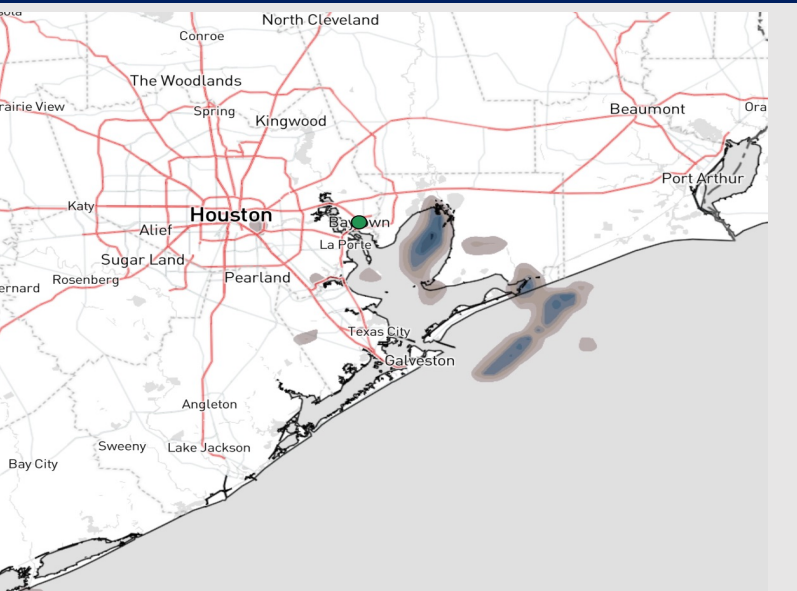 North Cleveland
Conroe
The Woodlands
Spring
Kingwood
Beaumont
Port Arthur
Katy
Houston
Alief
La Porte
Sugar Land
Rosenberg
Pearland
Texas City
Galveston
Angleton
Sweeny
Lake Jackson
Bay City
rairie View
Ora
ernard